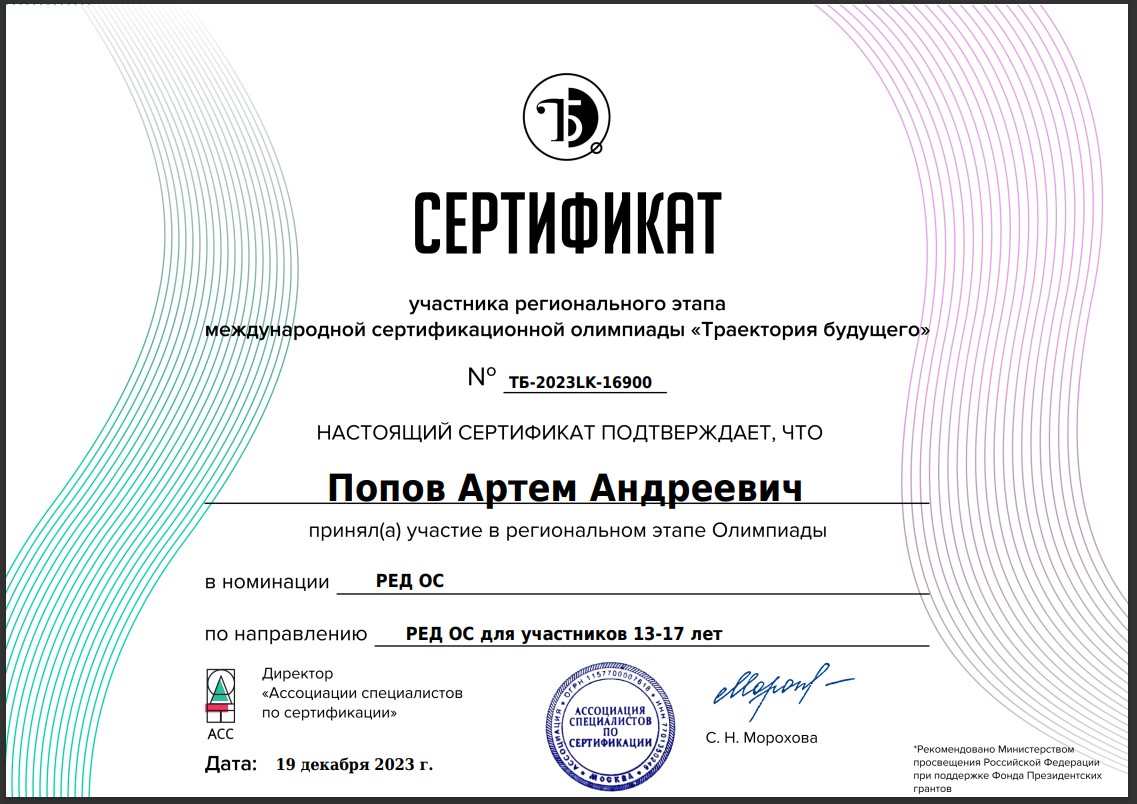 ТБ
СЕРТИФИКАТ
участника регионального этапа
международной сертификационной олимпиады «Траектория будущего»
№ ТБ-2023LK-16900
НАСТОЯЩИЙ СЕРТИФИКАТ ПОДТВЕРЖДАЕТ, ЧТО
Попов Артем Андреевич
принял(а) участие в региональном этапе Олимпиады
в номинации РЕД ОС
по направлению РЕД ОС для участников 13-17 лет
АСС
Директор
«Ассоциации специалистов
по сертификации»
АССОЦИАЦИЯ
СПЕЦИАЛИСТОВ
ПО
СЕРТИФИКАЦИИ
АССОЦИАЦИЯ * ОГРН 1157700007618 * ИНН
* МОСКВА *
С. Н. Морохова
Дата: 19 декабря 2023 г.
*Рекомендовано Министерством
просвещения Российской Федерации
при поддержке Фонда Президентских
грантов